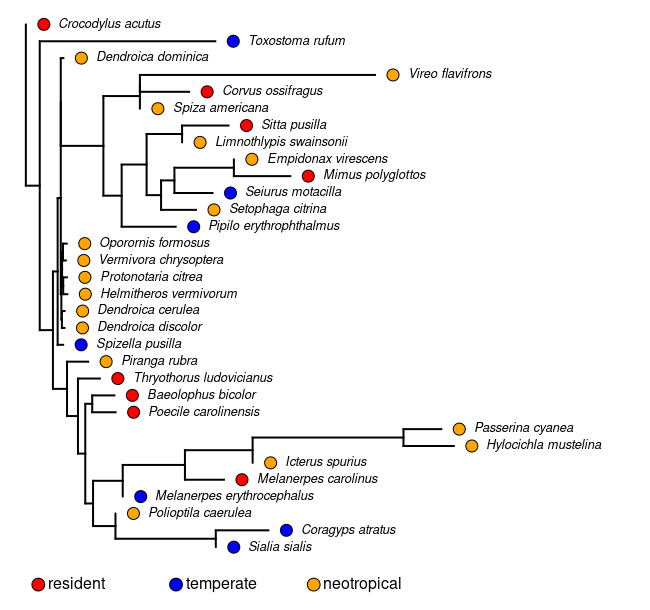 Crocodylus acutus
Toxostoma rufum
Dendroica dominica
Vireo flavifrons
Corvus ossifragus
Spiza americana
Sitta pusilla
Limnothlypis swainsonii
Empidonax virescens
Mimus polyglottos
Seiurus motacilla
Setophaga citrina
Pipilo erythrophthalmus
Oporornis formosus
Vermivora chrysoptera
Protonotaria citrea
Helmitheros vermivorum
Dendroica cerulea
Dendroica discolor
Spizella pusilla
Piranga rubra
Thryothorus ludovicianus
Baeolophus bicolor
Poecile carolinensis
Passerina cyanea
Hylocichla mustelina
Icterus spurius
Melanerpes carolinus
Melanerpes erythrocephalus
Polioptila caerulea
Coragyps atratus
Sialia sialis
resident temperate neotropical